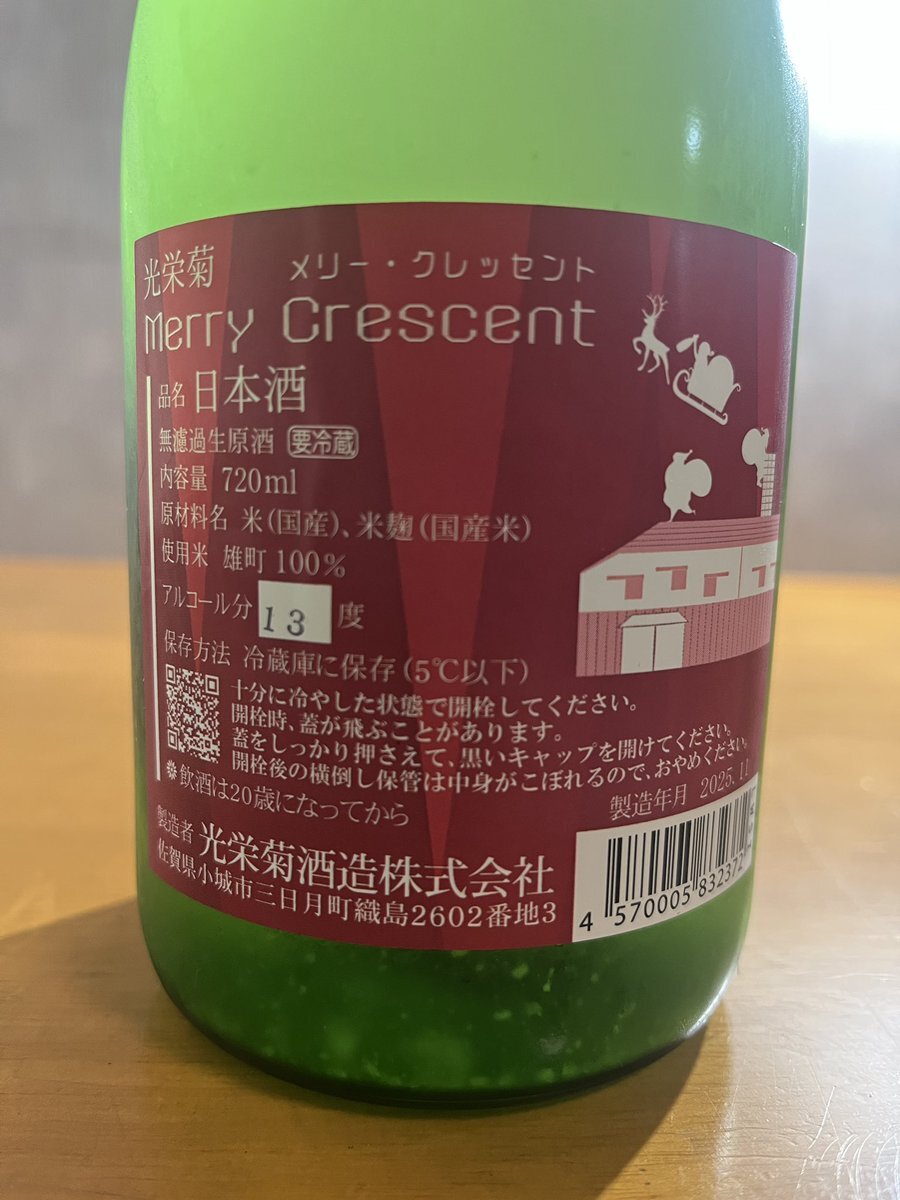 光栄菊 メリー・クレッセント
Merry Crescent
品名 日本酒
無濾過生原酒 要冷蔵
内容量 720ml
原材料名 米(国産)、米麹(国産米)
使用米 雄町 100%
アルコール分 13 度
保存方法 冷蔵庫に保存(5℃以下)
十分に冷やした状態で開栓してください。
開栓時、蓋が飛ぶことがあります。
蓋をしっかり押さえて、黒いキャップを開けてください。
開栓後の横倒し保管は中身がこぼれるので、おやめください。
飲酒は20歳になってから
製造年月 2025.11
製造者 光栄菊酒造株式会社
佐賀県小城市三日月町織島2602番地3
4 570005 832372